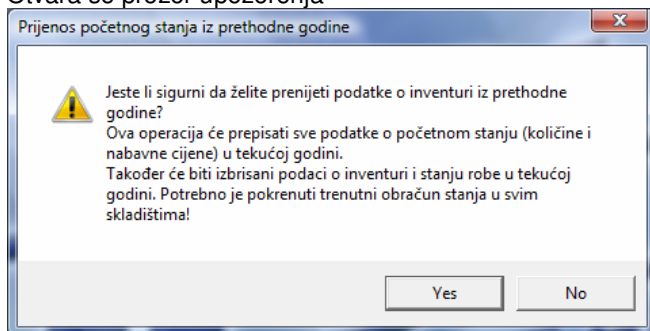 Stvara se prozor upozorenja
Prijenos početnog stanja iz prethodne godine
Jeste li sigurni da želite prenijeti podatke o inventuri iz prethodne
godine?
Ova operacija će prepisati sve podatke o početnom stanju (količine i
nabavne cijene) u tekućoj godini.
Također će biti izbrisani podaci o inventuri i stanju robe u tekućoj
godini. Potrebno je pokrenuti trenutni obračun stanja u svim
skladištima!
Yes
No